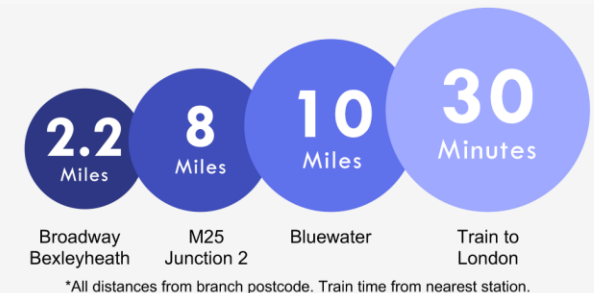 2.2
Miles
8
Miles
10
Miles
30
Minutes
Broadway
Bexleyheath
M25
Junction 2
Bluewater
Train to
London
*All distances from branch postcode. Train time from nearest station.